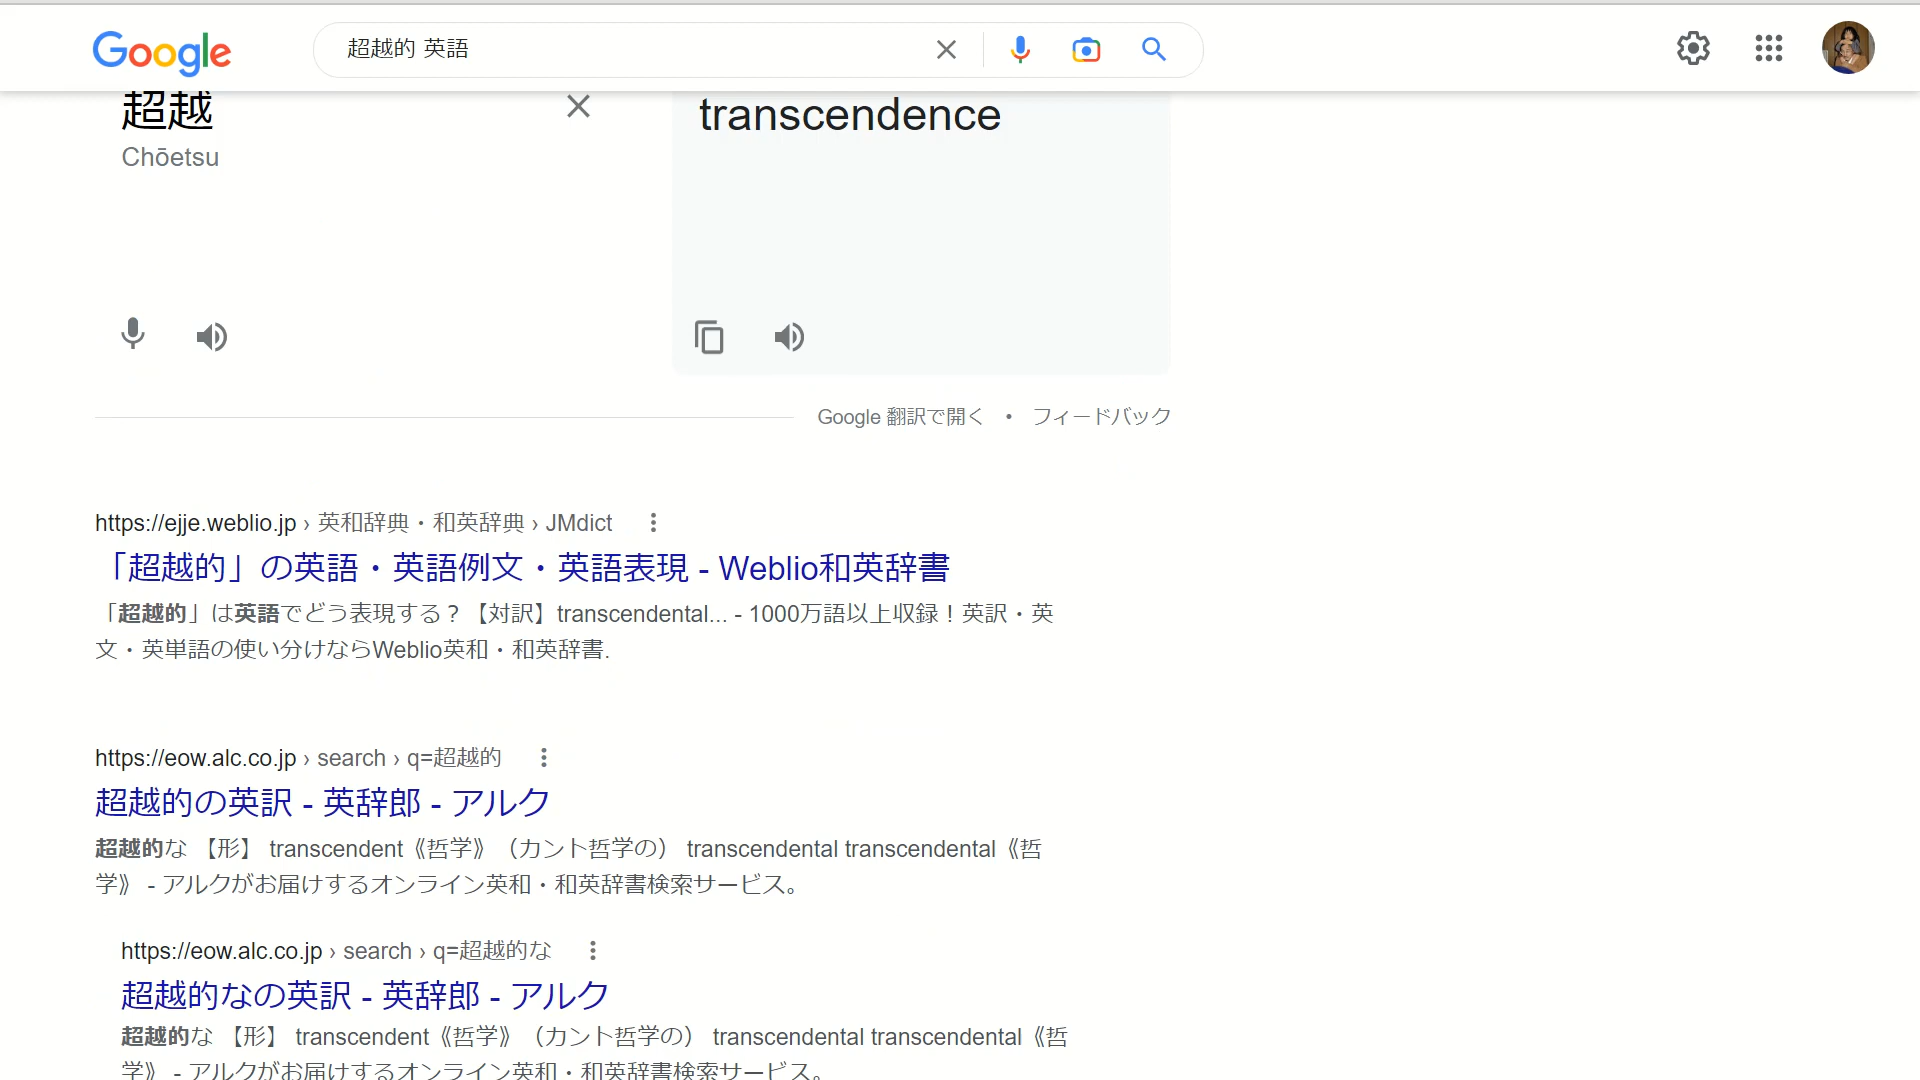 Google
超越的 英語
超越
transcendence
Chōetsu
Google 翻訳で開く • フィードバック
https://ejje.weblio.jp › 英和辞典・和英辞典 › JMdict
「超越的」の英語・英語例文・英語表現 - Weblio和英辞書
「超越的」は英語でどう表現する？【対訳】transcendental... - 1000万語以上収録！英訳・英
文・英単語の使い分けならWeblio英和・和英辞書.
https://eow.alc.co.jp › search › q=超越的
超越的の英訳 - 英辞郎 - アルク
超越的な 【形】 transcendent《哲学》（カント哲学の） transcendental transcendental《哲
学》 - アルクがお届けするオンライン英和・和英辞書検索サービス。
https://eow.alc.co.jp › search › q=超越的な
超越的なの英訳 - 英辞郎 - アルク
超越的な 【形】 transcendent《哲学》（カント哲学の） transcendental transcendental《哲
学》 - アルクがお届けするオンライン英和・和英辞書検索サービス。